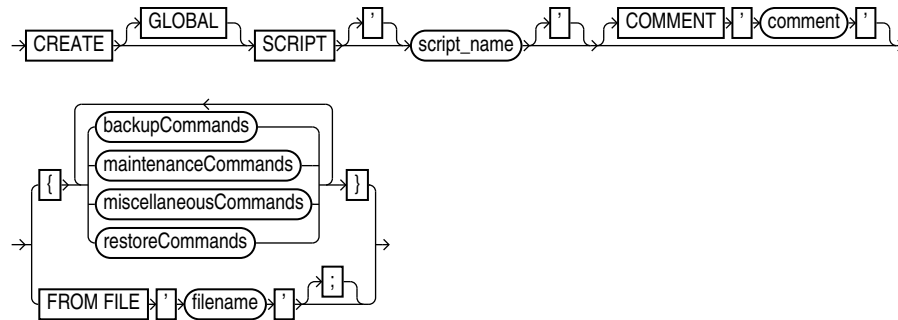 CREATE GLOBAL SCRIPT ' script_name ' COMMENT ' comment '
{ backupCommands }
maintenanceCommands
miscellaneousCommands
restoreCommands
FROM FILE ' filename ' ;